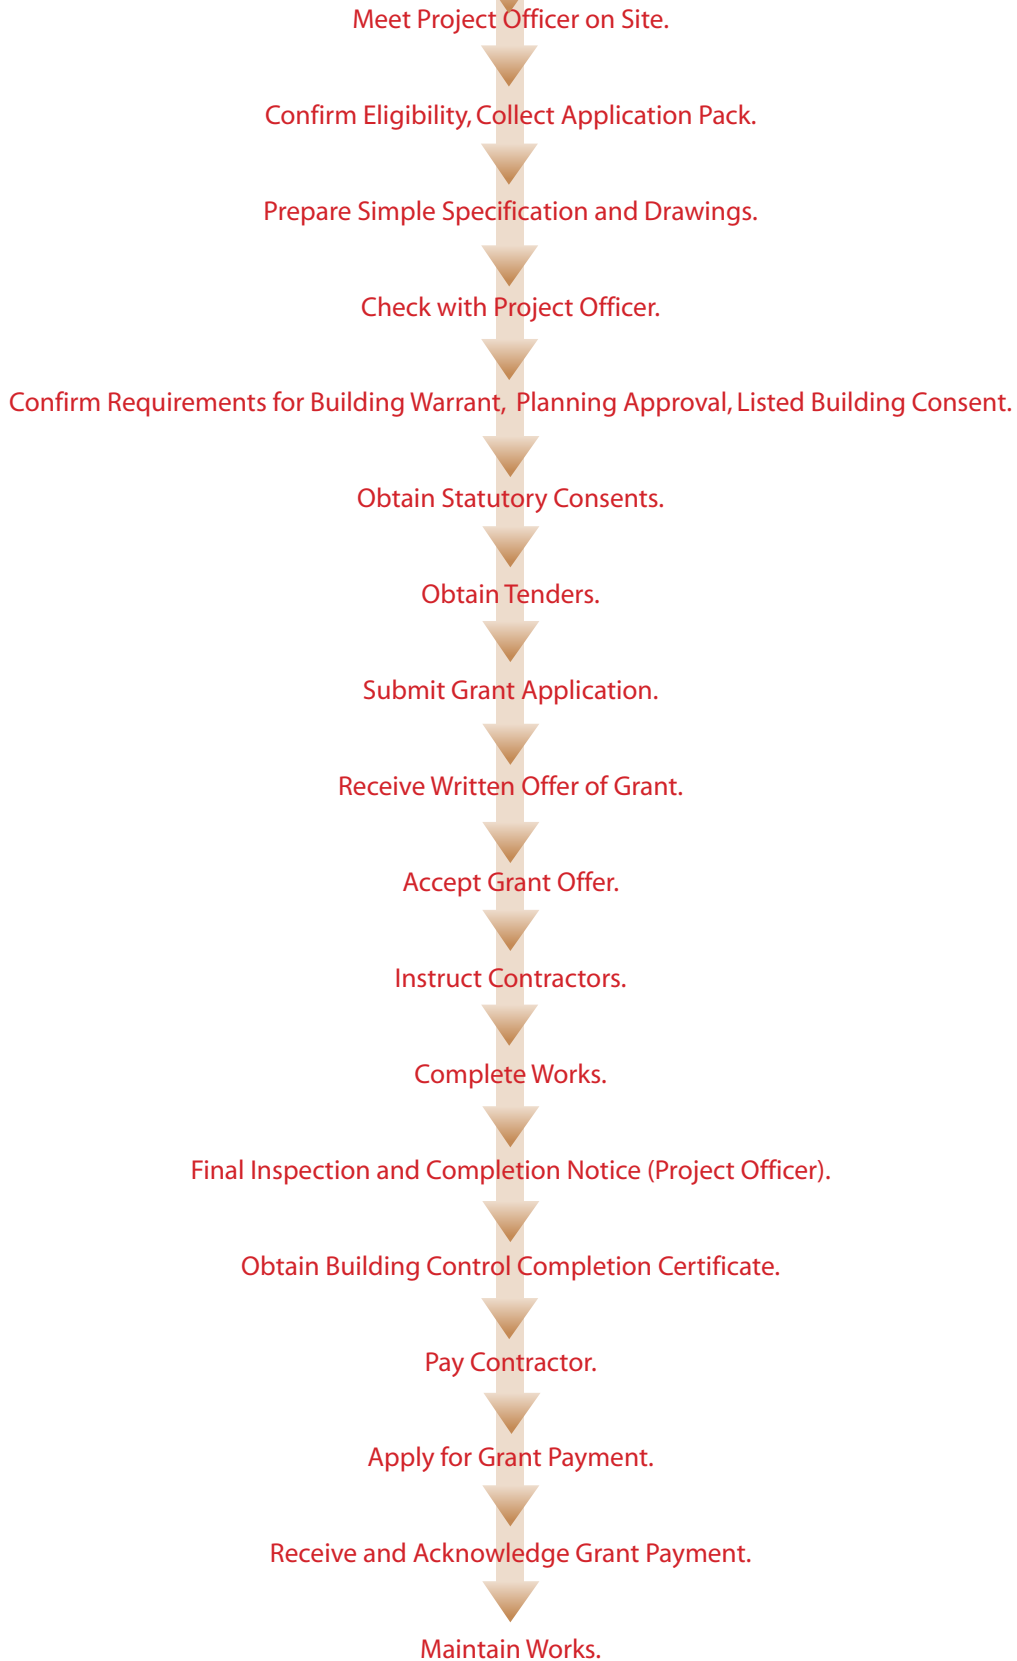 Meet Project Officer on Site.
Confirm Eligibility, Collect Application Pack.
Prepare Simple Specification and Drawings.
Check with Project Officer.
Confirm Requirements for Building Warrant, Planning Approval, Listed Building Consent.
Obtain Statutory Consents.
Obtain Tenders.
Submit Grant Application.
Receive Written Offer of Grant.
Accept Grant Offer.
Instruct Contractors.
Complete Works.
Final Inspection and Completion Notice (Project Officer).
Obtain Building Control Completion Certificate.
Pay Contractor.
Apply for Grant Payment.
Receive and Acknowledge Grant Payment.
Maintain Works.